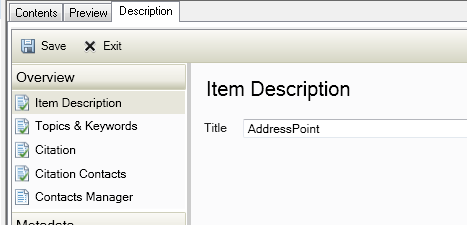 Contents Preview Description
Save Exit
Overview
Item Description
Topics & Keywords
Citation
Citation Contacts
Contacts Manager
Metadata
Item Description
Title AddressPoint